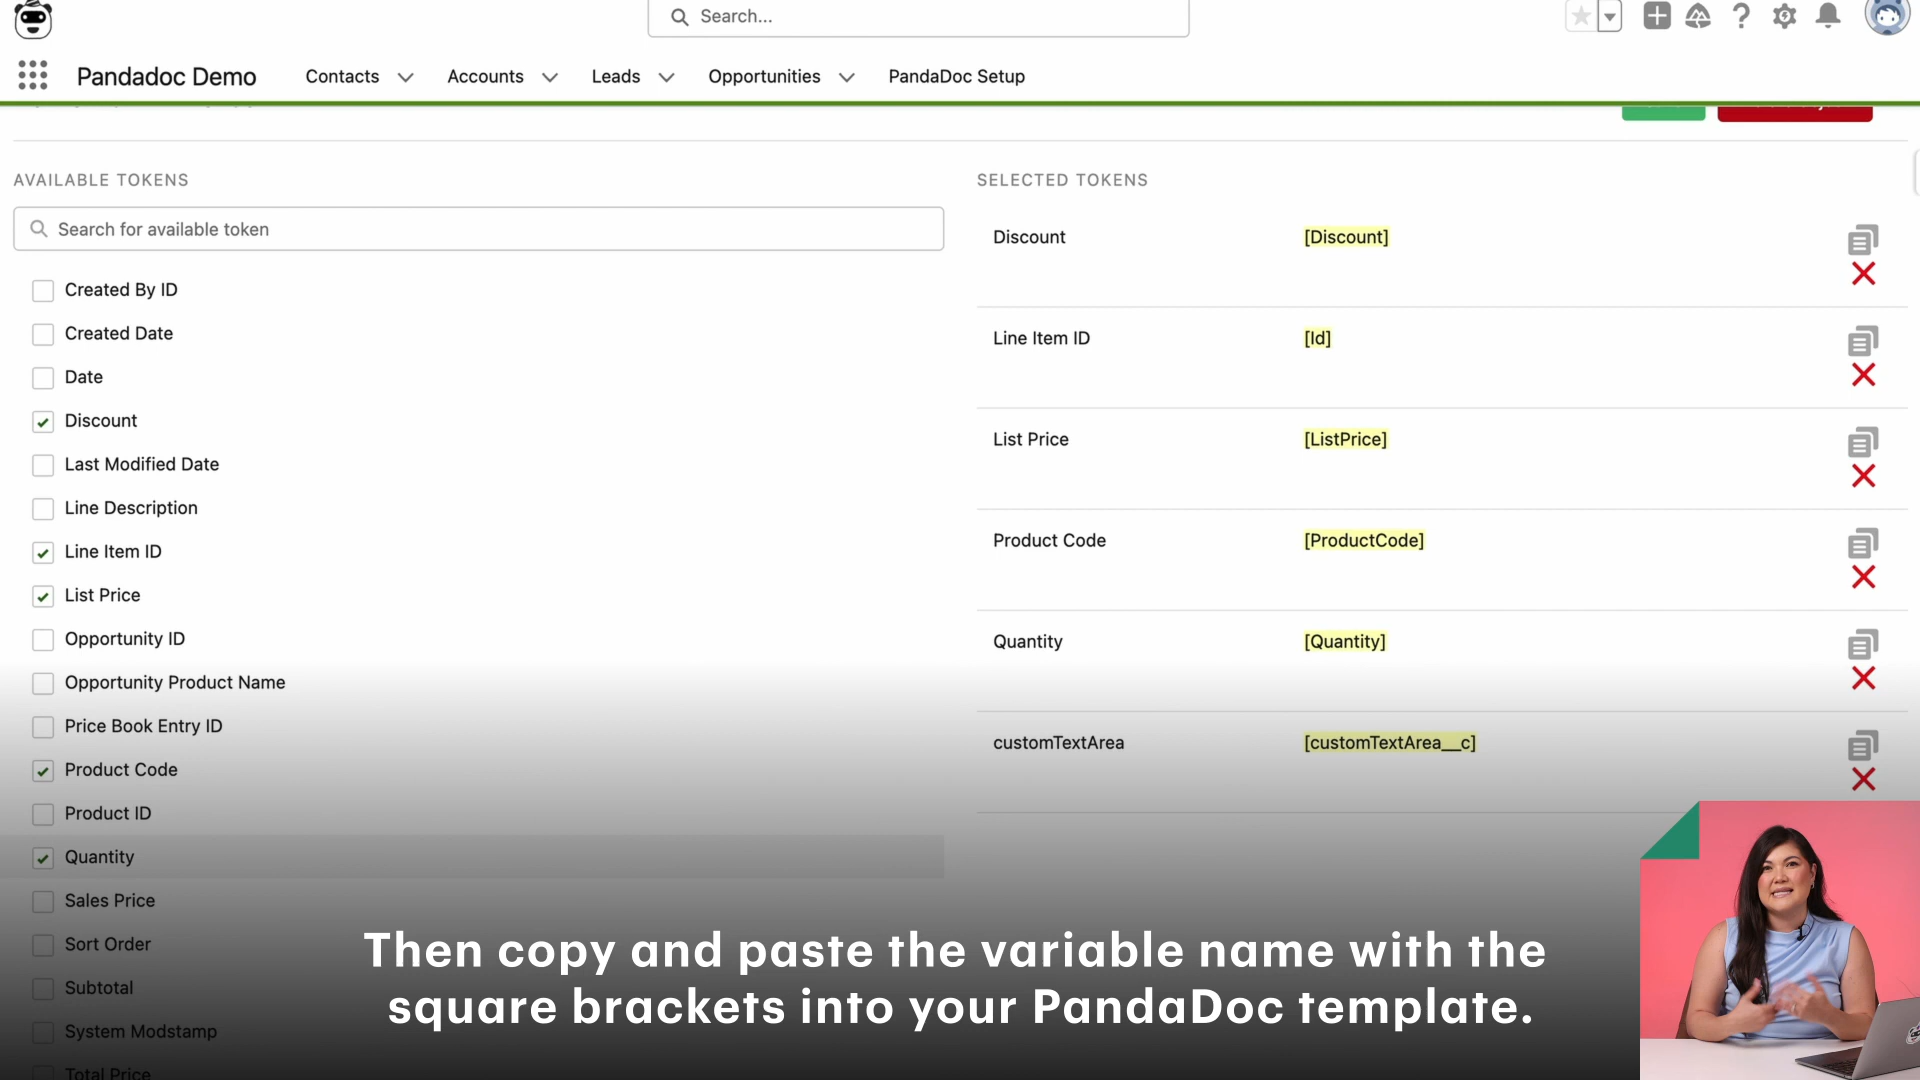 Search...
Pandadoc Demo
Contacts
Accounts
Leads
Opportunities
PandaDoc Setup
AVAILABLE TOKENS
Search for available token
Created By ID
Created Date
Date
Discount
Last Modified Date
Line Description
Line Item ID
List Price
Opportunity ID
Opportunity Product Name
Price Book Entry ID
Product Code
Product ID
Quantity
Sales Price
Sort Order
Subtotal
System Modstamp
Total Price
SELECTED TOKENS
Discount [Discount]
Line Item ID [Id]
List Price [ListPrice]
Product Code [ProductCode]
Quantity [Quantity]
customTextArea [customTextArea__c]
Then copy and paste the variable name with the
square brackets into your PandaDoc template.